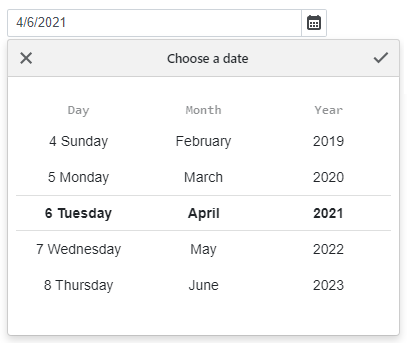 4/6/2021
Choose a date
Day Month Year
4 Sunday February 2019
5 Monday March 2020
6 Tuesday April 2021
7 Wednesday May 2022
8 Thursday June 2023